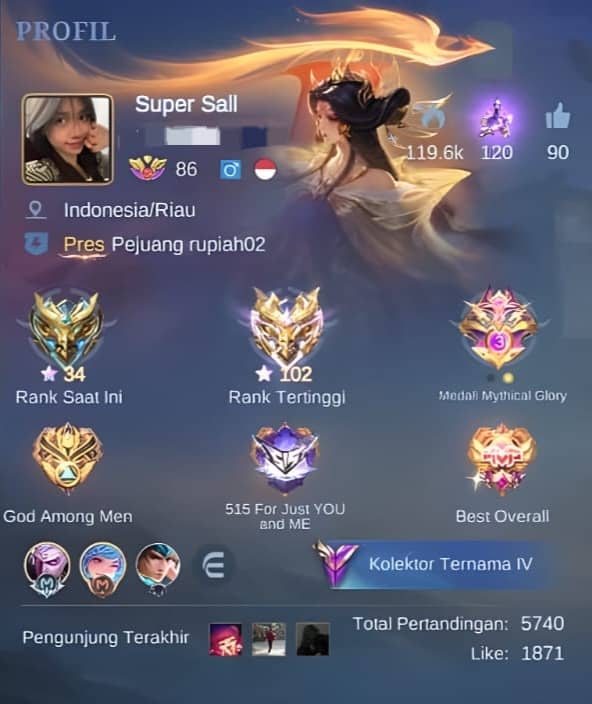 PROFIL
Super Sall
119.6k 120 90
86
Indonesia/Riau
Pres Pejuang rupiah02
34
Rank Saat Ini
102
Rank Tertinggi
3
Medali Mythical Glory
God Among Men
515
515 For Just YOU
and ME
MVP
Best Overall
Kolektor Ternama IV
Pengunjung Terakhir
Total Pertandingan: 5740
Like: 1871